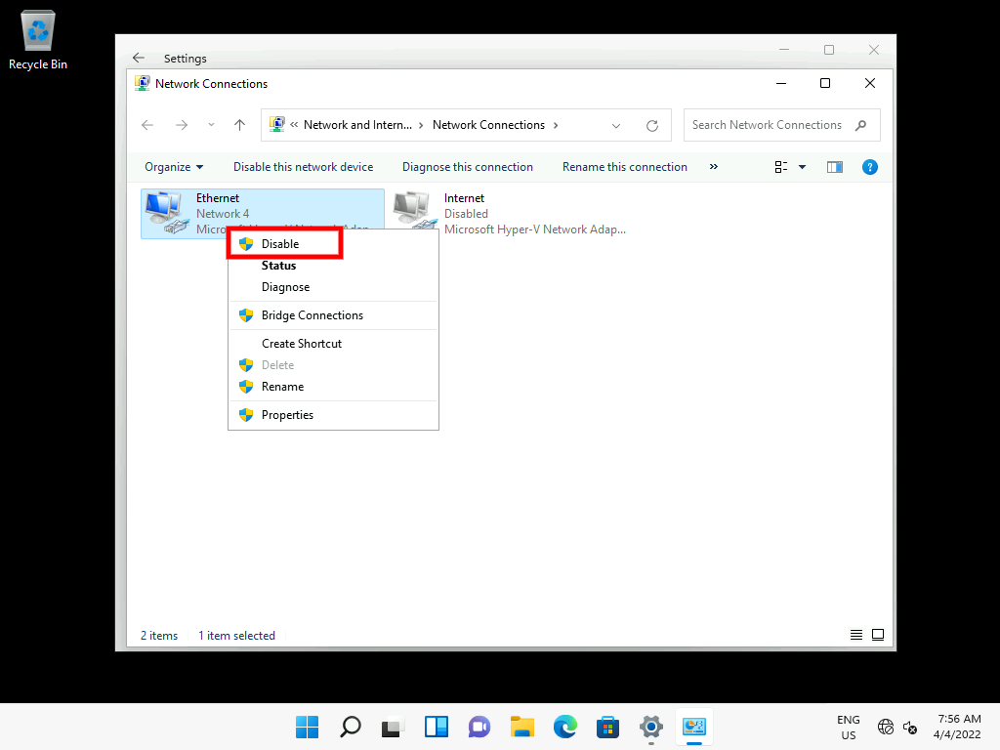 Recycle Bin
Settings
Network Connections
« Network and Intern... › Network Connections ›
Search Network Connections
Organize
Disable this network device
Diagnose this connection
Rename this connection
»
?
Ethernet
Network 4
Internet
Disabled
Microsoft Hyper-V Network Adap...
Disable
Status
Diagnose
Bridge Connections
Create Shortcut
Delete
Rename
Properties
2 items
1 item selected
ENG
US
7:56 AM
4/4/2022